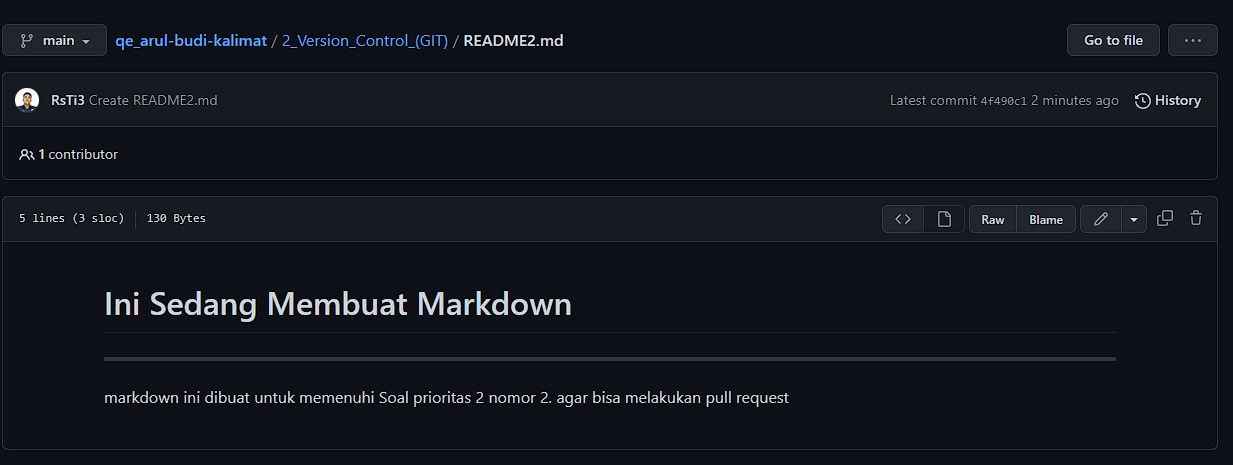 main
qe_arul-budi-kalimat / 2_Version_Control_(GIT) / README2.md
Go to file
...
RsTi3 Create README2.md
Latest commit 4f490c1 2 minutes ago
History
1 contributor
5 lines (3 sloc)
130 Bytes
<>
Raw
Blame
Ini Sedang Membuat Markdown
markdown ini dibuat untuk memenuhi Soal prioritas 2 nomor 2. agar bisa melakukan pull request